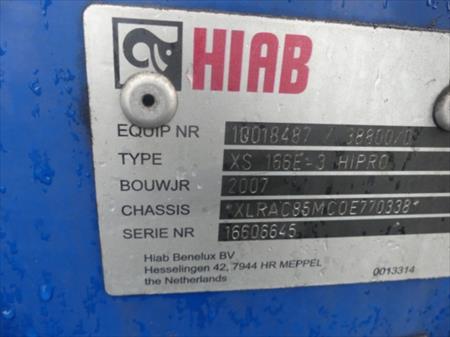 HIAB
EQUIP NR 10018487 / 38800/0
TYPE XS 166E-3 HIPRO
BOUWJR 2007
CHASSIS *XLRAC85MC0E770338*
SERIE NR 16606645
Hiab Benelux BV
Hesselingen 42, 7944 HR MEPPEL
the Netherlands
0013314